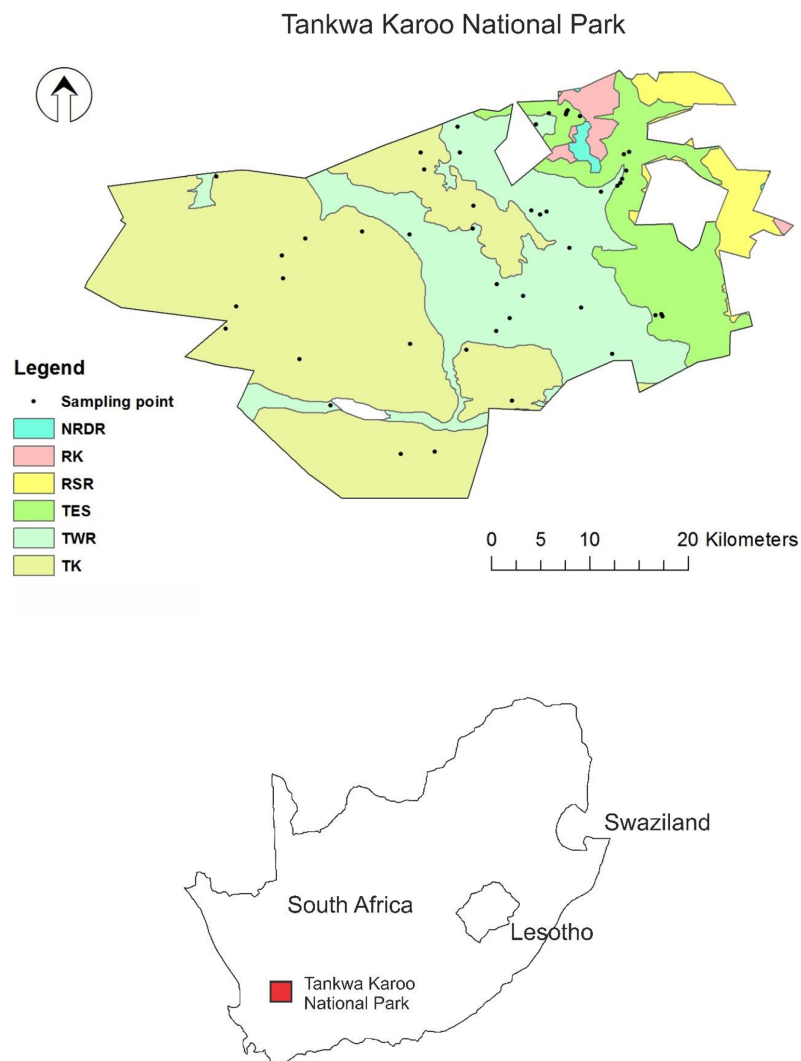 Tankwa Karoo National Park
Legend
Sampling point
NRDR
RK
RSR
TES
TWR
TK
0 5 10 20 Kilometers
Swaziland
South Africa
Lesotho
Tankwa Karoo
National Park